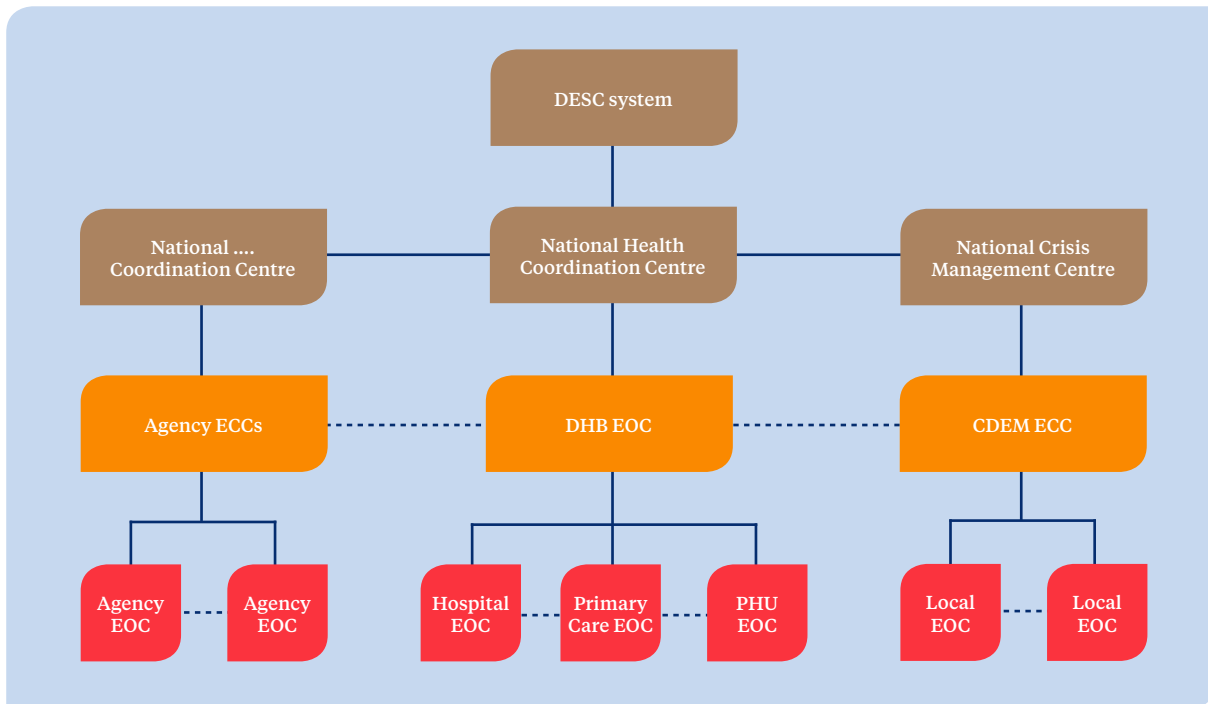 DESC system
National ....
Coordination Centre
National Health
Coordination Centre
National Crisis
Management Centre
Agency ECCs
DHB EOC
CDEM ECC
Agency
EOC
Agency
EOC
Hospital
EOC
Primary
Care EOC
PHU
EOC
Local
EOC
Local
EOC